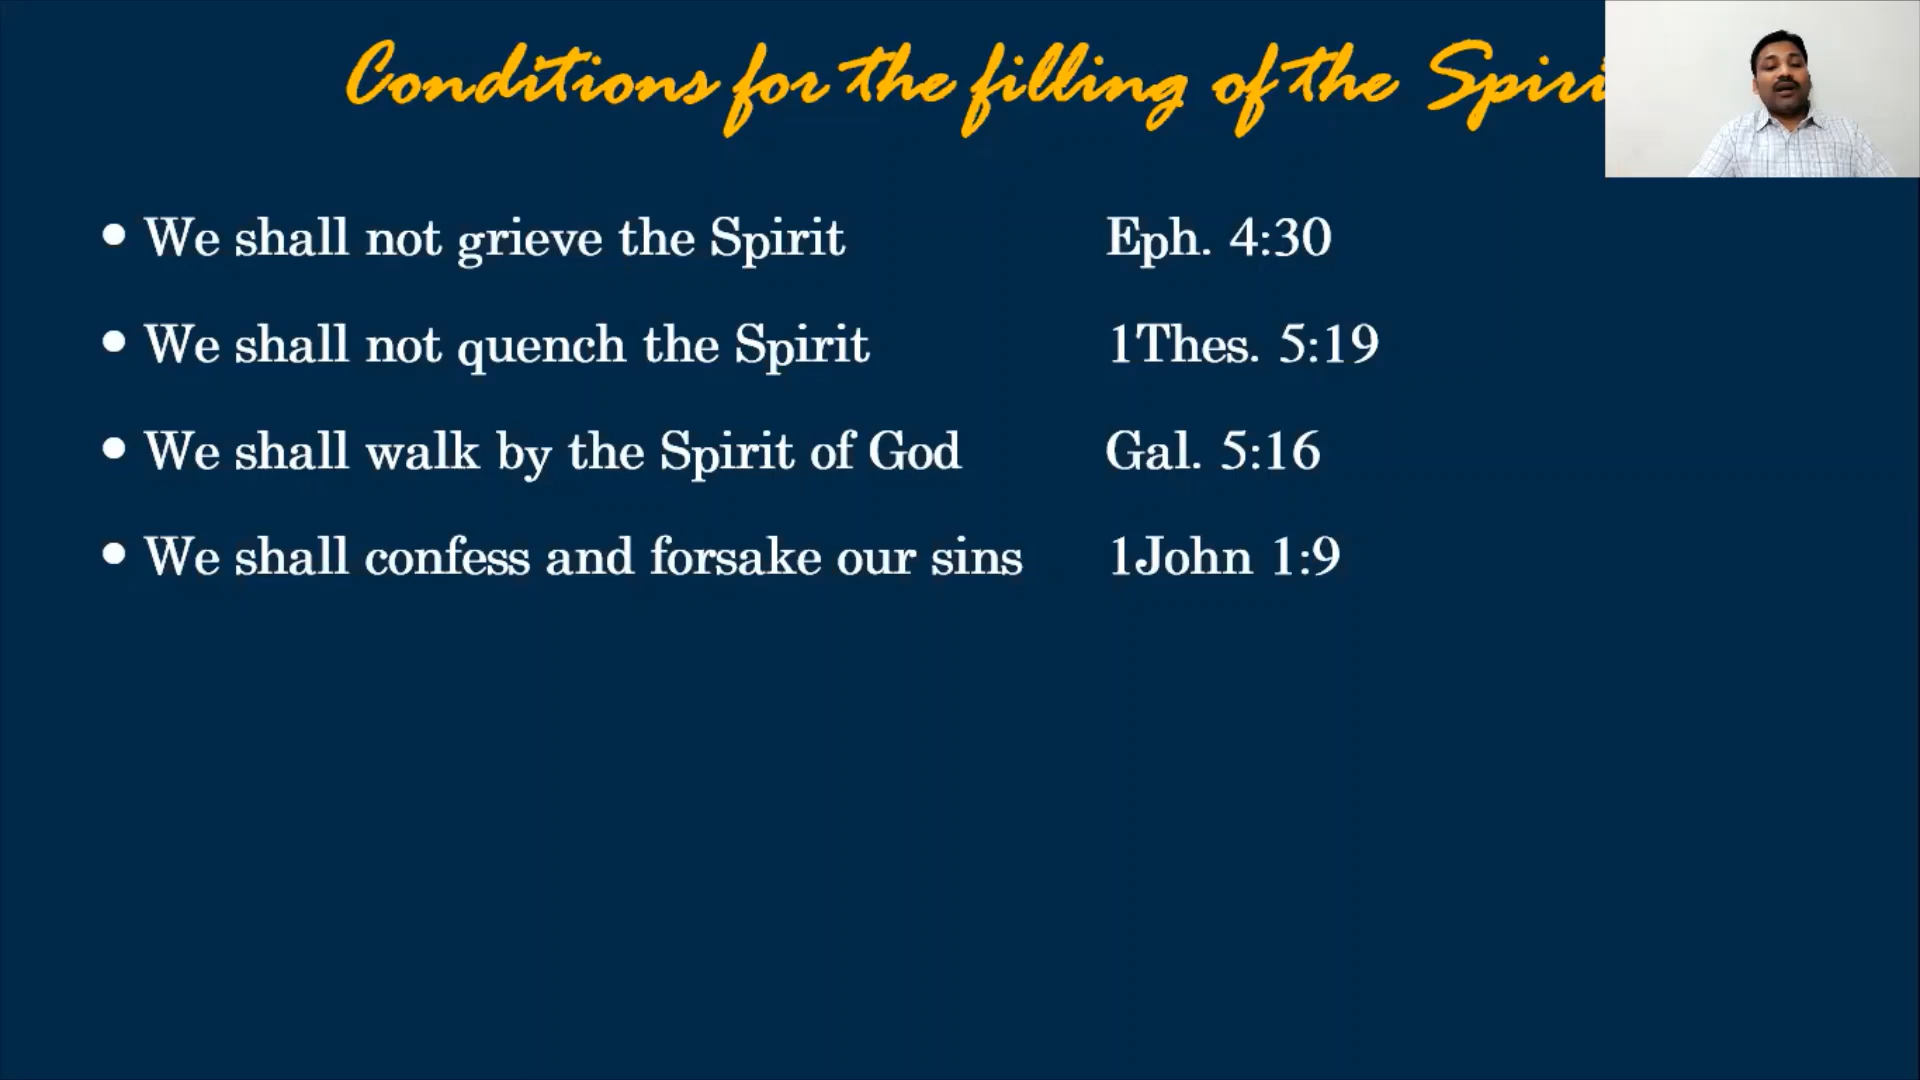 Conditions for the filling of the Spiri
• We shall not grieve the Spirit Eph. 4:30
• We shall not quench the Spirit 1Thes. 5:19
• We shall walk by the Spirit of God Gal. 5:16
• We shall confess and forsake our sins 1John 1:9